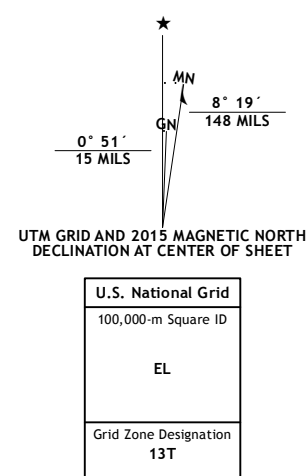 ★
MN
GN
8° 19´
148 MILS
0° 51´
15 MILS
UTM GRID AND 2015 MAGNETIC NORTH
DECLINATION AT CENTER OF SHEET
U.S. National Grid
100,000-m Square ID
EL
Grid Zone Designation
13T